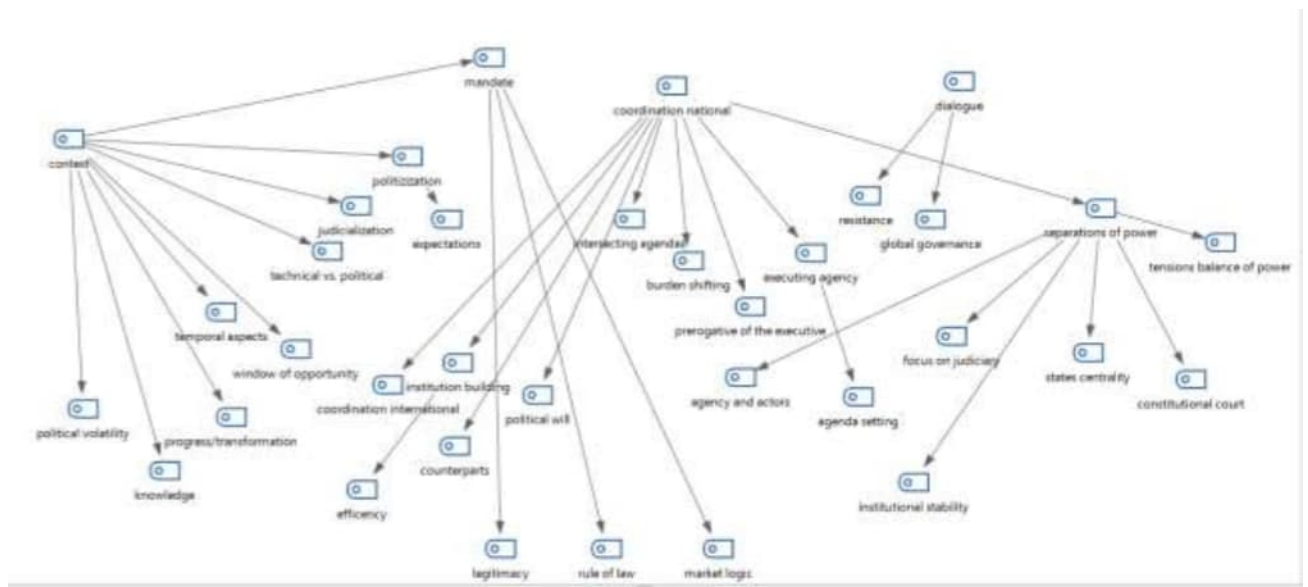 mandate
coordination national
dialogue
context
politizization
resistance
judicialization
expectations
intersecting agendas
global governance
separations of power
technical vs. political
burden shifting
executing agency
tensions balance of power
temporal aspects
prerogative of the executive
window of opportunity
institution building
focus on judiciary
states centrality
coordination international
political will
agency and actors
constitutional court
political volatility
progress/transformation
agenda setting
counterparts
knowledge
efficency
institutional stability
legitimacy
rule of law
market logic